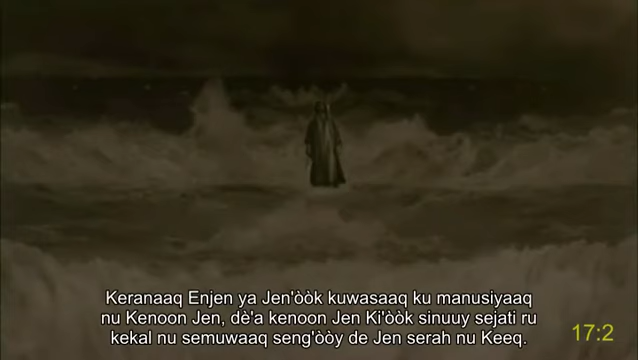 Keranaaq Enjen ya Jen'òòk kuwasaaq ku manusiyaaq
nu Kenoon Jen, dè'a kenoon Jen Ki'òòk sinuuy sejati ru
kekal nu semuwaaq seng'òòy de Jen serah nu Keeq.
17:2